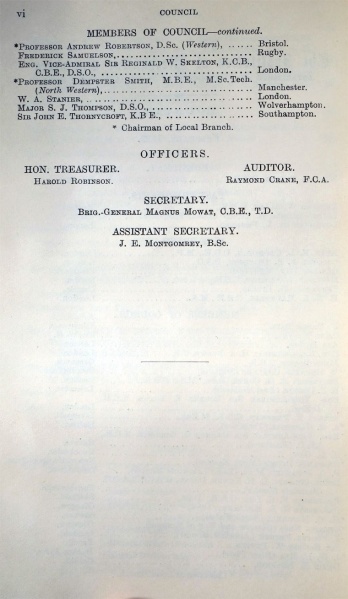 vi COUNCIL
MEMBERS OF COUNCIL—continued.
*PROFESSOR ANDREW ROBERTSON, D.Sc. (Western), ...... Bristol.
FREDERICK SAMUELSON, ........................ Rugby.
ENG. VICE-ADMIRAL SIR REGINALD W. SKELTON, K.C.B.,
C.B.E., D.S.O., ............................ London.
*PROFESSOR DEMPSTER SMITH, M.B.E., M.Sc.Tech.
(North Western), ............................ Manchester.
W. A. STANIER, ............................ London.
MAJOR S. J. THOMPSON, D.S.O., .................. Wolverhampton.
SIR JOHN E. THORNYCROFT, K.B E., ............... Southampton.
* Chairman of Local Branch.
OFFICERS.
HON. TREASURER. AUDITOR.
HAROLD ROBINSON. RAYMOND CRANE, F.C.A.
SECRETARY.
BRIG.-GENERAL MAGNUS MOWAT, C.B.E., T.D.
ASSISTANT SECRETARY.
J. E. MONTGOMREY, B.Sc.